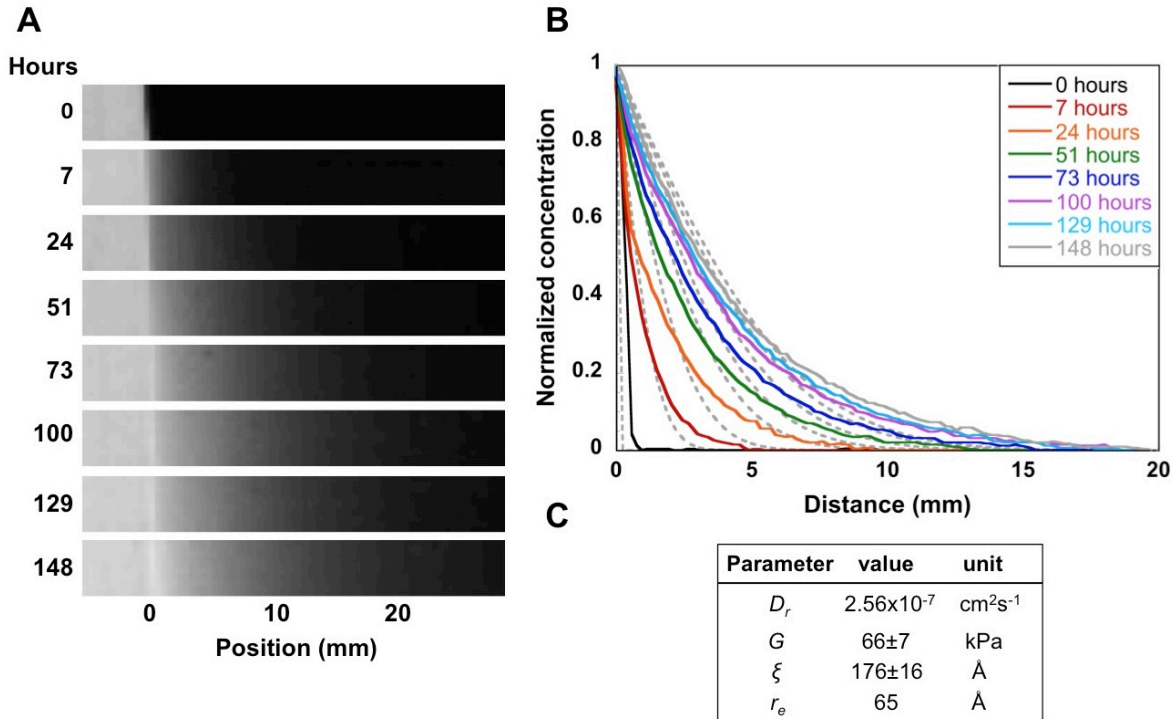 A
Hours
0
7
24
51
73
100
129
148
0 10 20
Position (mm)
B
Normalized concentration
1
0.8
0.6
0.4
0.2
0
0 5 10 15 20
Distance (mm)
0 hours
7 hours
24 hours
51 hours
73 hours
100 hours
129 hours
148 hours
C
Parameter value unit
Dᵣ 2.56x10⁻⁷ cm²s⁻¹
G 66±7 kPa
ξ 176±16 Å
rₑ 65 Å